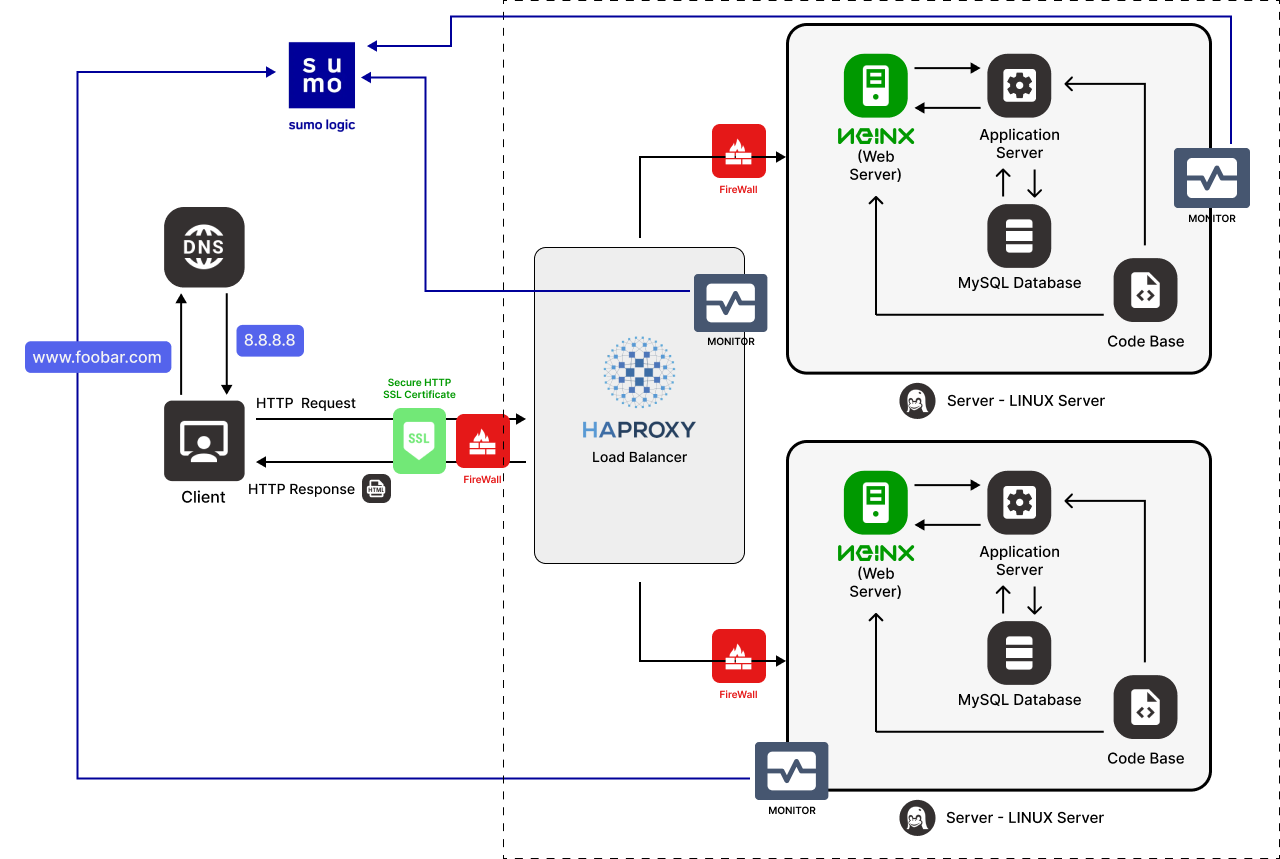 s u
mo
sumo logic
DNS
www.foobar.com
8.8.8.8
Client
HTTP Request
HTTP Response
HTML
Secure HTTP
SSL Certificate
SSL
FireWall
MONITOR
HAPROXY
Load Balancer
FireWall
NGINX
(Web
Server)
Application
Server
MySQL Database
Code Base
MONITOR
Server - LINUX Server
FireWall
NGINX
(Web
Server)
Application
Server
MySQL Database
Code Base
MONITOR
Server - LINUX Server